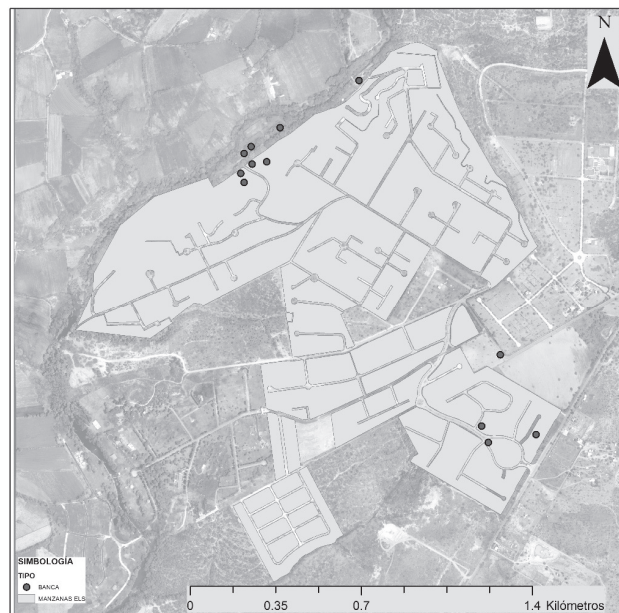 N
SIMBOLOGÍA
TIPO
BANCA
MANZANAS ELS
0 0.35 0.7 1.4 Kilómetros